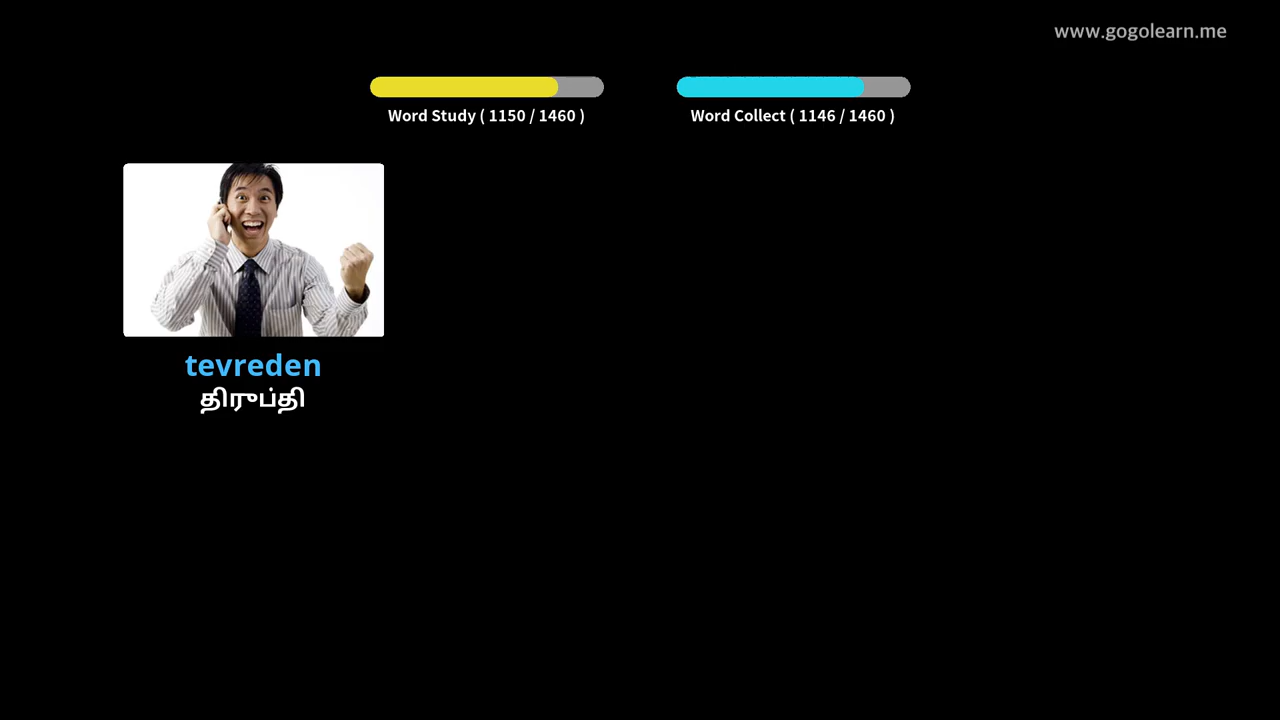 www.gogolearn.me
Word Study ( 1150 / 1460 )
Word Collect ( 1146 / 1460 )
tevreden
திருப்தி